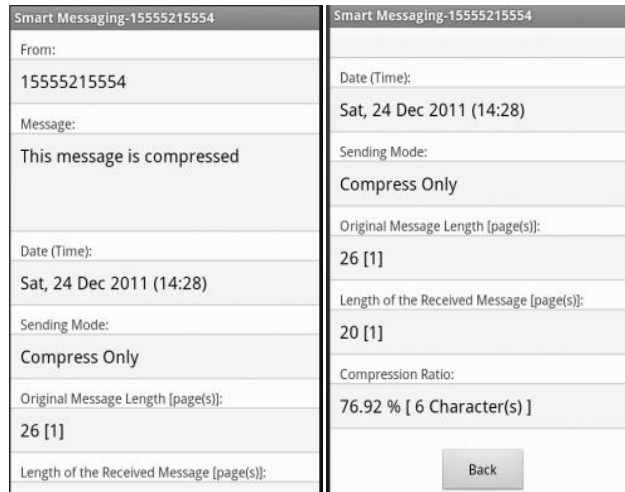 Smart Messaging-15555215554
From:
15555215554
Message:
This message is compressed
Date (Time):
Sat, 24 Dec 2011 (14:28)
Sending Mode:
Compress Only
Original Message Length [page(s)]:
26 [1]
Length of the Received Message [page(s)]:
Smart Messaging-15555215554
Date (Time):
Sat, 24 Dec 2011 (14:28)
Sending Mode:
Compress Only
Original Message Length [page(s)]:
26 [1]
Length of the Received Message [page(s)]:
20 [1]
Compression Ratio:
76.92 % [ 6 Character(s) ]
Back